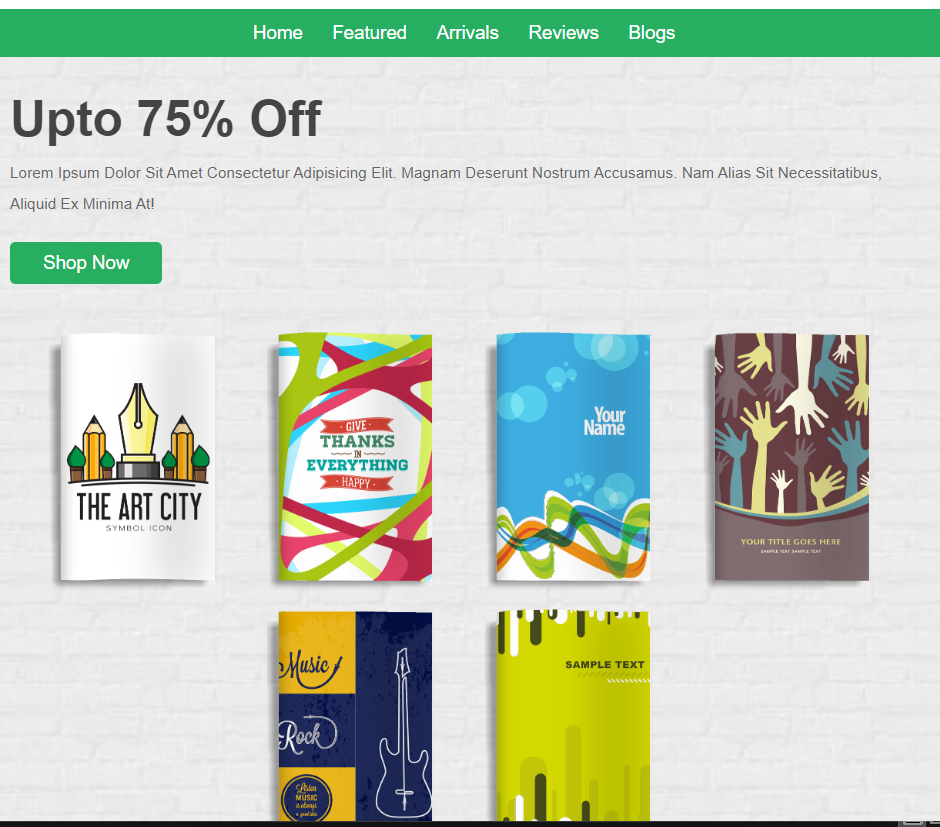 Home Featured Arrivals Reviews Blogs
Upto 75% Off
Lorem Ipsum Dolor Sit Amet Consectetur Adipisicing Elit. Magnam Deserunt Nostrum Accusamus. Nam Alias Sit Necessitatibus,
Aliquid Ex Minima At!
Shop Now
THE ART CITY
SYMBOL ICON
GIVE
THANKS
IN
EVERYTHING
HAPPY
Your
Name
YOUR TITLE GOES HERE
SAMPLE TEXT SAMPLE TEXT
Music
Rock
MUSIC
is always
SAMPLE TEXT